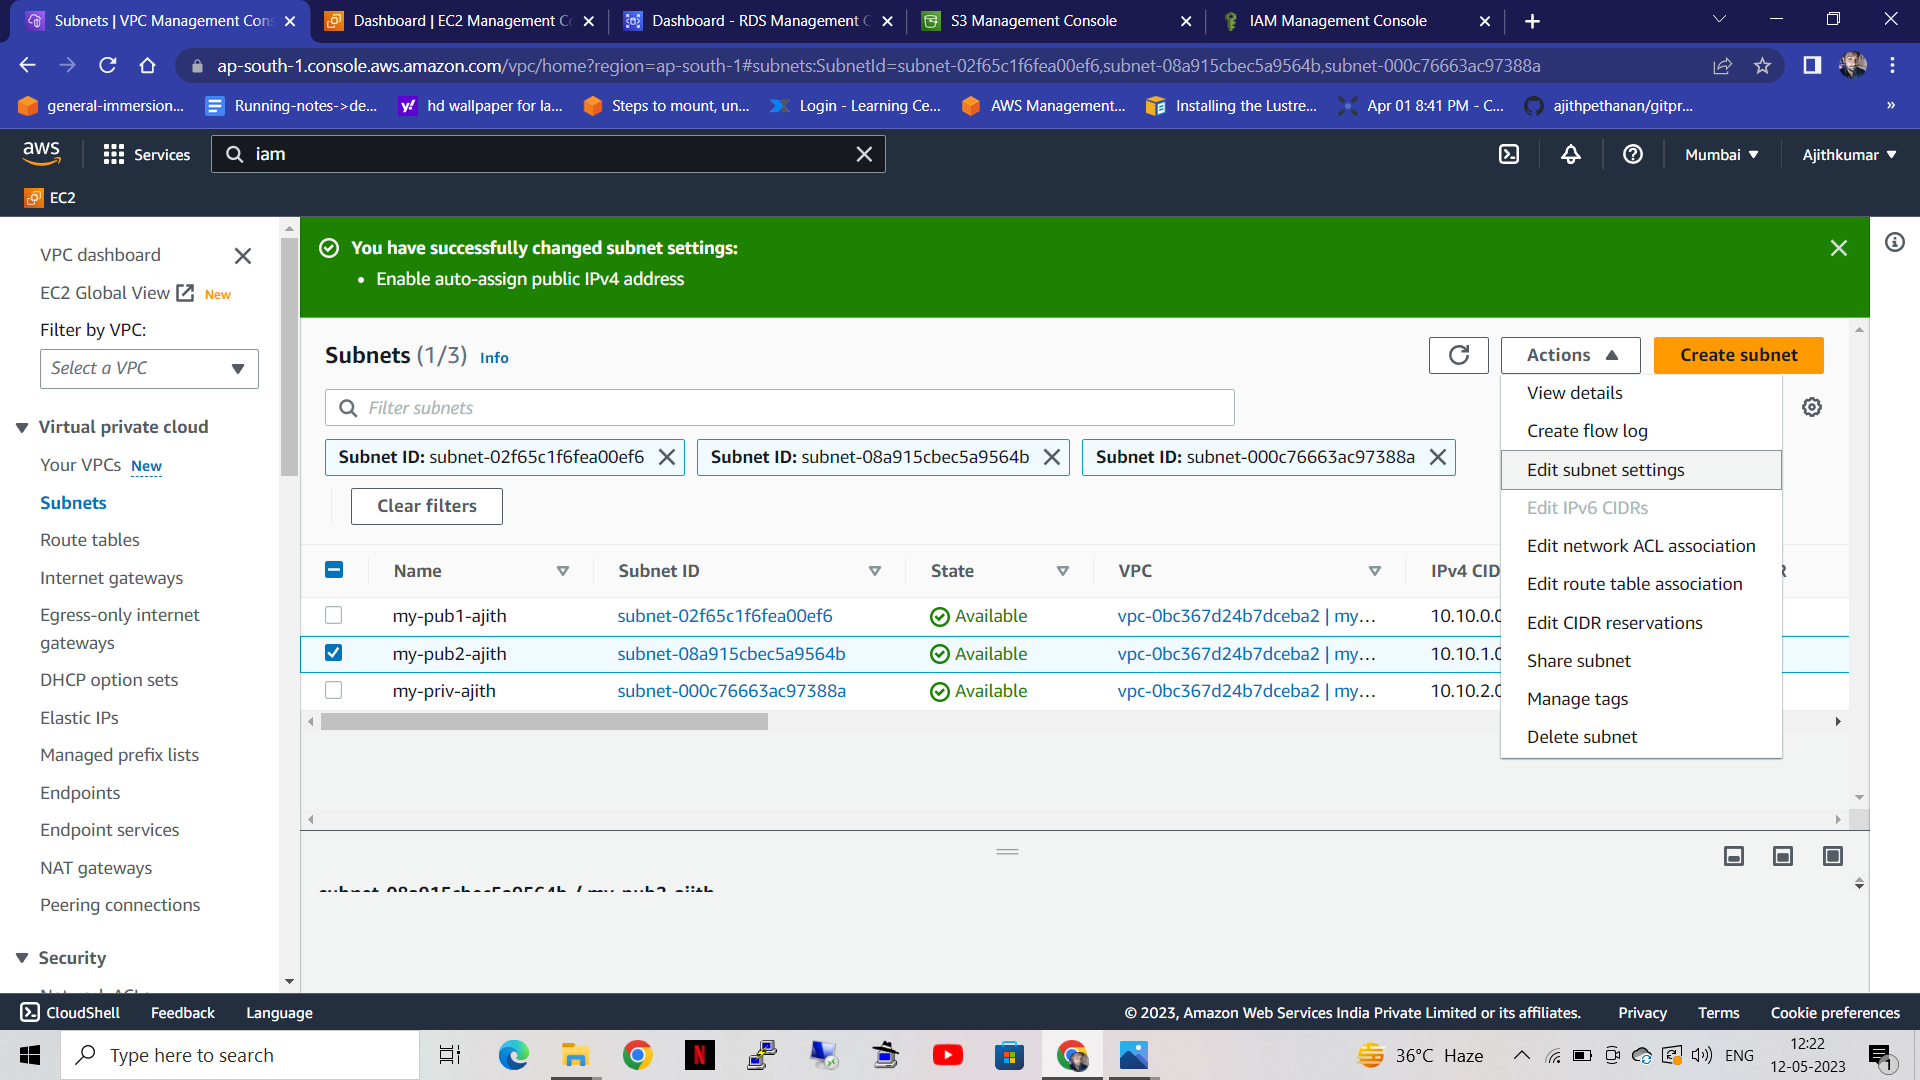 Subnets | VPC Management Con
Dashboard | EC2 Management C
Dashboard - RDS Management C
S3 Management Console
IAM Management Console
ap-south-1.console.aws.amazon.com/vpc/home?region=ap-south-1#subnets:SubnetId=subnet-02f65c1f6fea00ef6,subnet-08a915cbec5a9564b,subnet-000c76663ac97388a
general-immersion...
Running-notes->de...
hd wallpaper for la...
Steps to mount, un...
Login - Learning Ce...
AWS Management...
Installing the Lustre...
Apr 01 8:41 PM - C...
ajithpethanan/gitpr...
»
aws
Services
iam
Mumbai
Ajithkumar
EC2
VPC dashboard
EC2 Global View New
Filter by VPC:
Select a VPC
Virtual private cloud
Your VPCs New
Subnets
Route tables
Internet gateways
Egress-only internet
gateways
DHCP option sets
Elastic IPs
Managed prefix lists
Endpoints
Endpoint services
NAT gateways
Peering connections
Security
You have successfully changed subnet settings:
• Enable auto-assign public IPv4 address
Subnets (1/3) Info
Actions
Create subnet
Filter subnets
Subnet ID: subnet-02f65c1f6fea00ef6
Subnet ID: subnet-08a915cbec5a9564b
Subnet ID: subnet-000c76663ac97388a
Clear filters
View details
Create flow log
Edit subnet settings
Edit IPv6 CIDRs
Edit network ACL association
Edit route table association
Edit CIDR reservations
Share subnet
Manage tags
Delete subnet
Name Subnet ID State VPC IPv4 CID R
my-pub1-ajith subnet-02f65c1f6fea00ef6 Available vpc-0bc367d24b7dceba2 | my... 10.10.0.0
my-pub2-ajith subnet-08a915cbec5a9564b Available vpc-0bc367d24b7dceba2 | my... 10.10.1.0
my-priv-ajith subnet-000c76663ac97388a Available vpc-0bc367d24b7dceba2 | my... 10.10.2.0
subnet-08a915cbec5a9564b / my-pub2-ajith
CloudShell
Feedback
Language
© 2023, Amazon Web Services India Private Limited or its affiliates.
Privacy
Terms
Cookie preferences
Type here to search
36°C Haze
ENG
12:22
12-05-2023
1